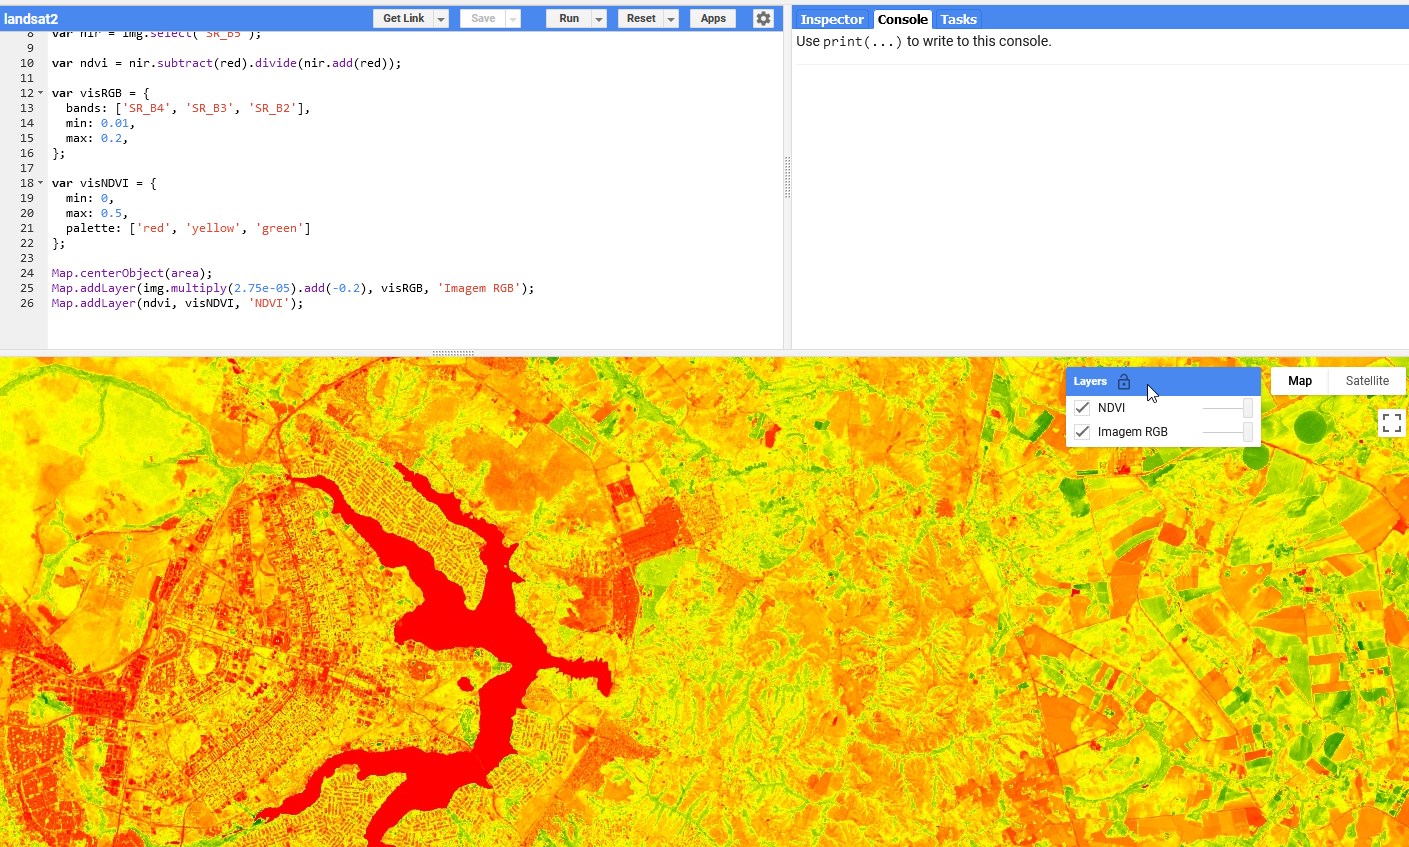 landsat2
Get Link
Save
Run
Reset
Apps
8 var nir = img.select('SR_B5');
9
10 var ndvi = nir.subtract(red).divide(nir.add(red));
11
12 var visRGB = {
13 bands: ['SR_B4', 'SR_B3', 'SR_B2'],
14 min: 0.01,
15 max: 0.2,
16 };
17
18 var visNDVI = {
19 min: 0,
20 max: 0.5,
21 palette: ['red', 'yellow', 'green']
22 };
23
24 Map.centerObject(area);
25 Map.addLayer(img.multiply(2.75e-05).add(-0.2), visRGB, 'Imagem RGB');
26 Map.addLayer(ndvi, visNDVI, 'NDVI');
Inspector Console Tasks
Use print(...) to write to this console.
Layers
NDVI
Imagem RGB
Map Satellite